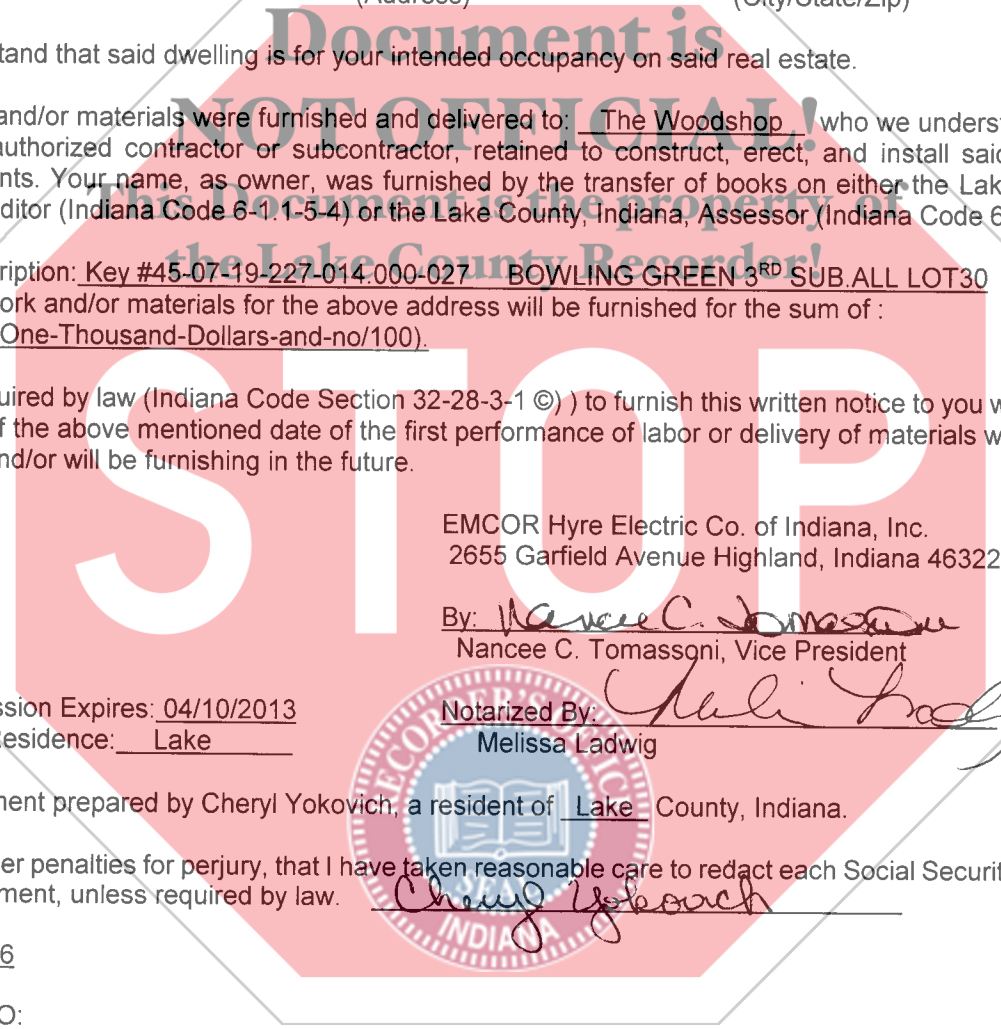 (Address) (City/State/Zip)
Document is
tand that said dwelling is for your intended occupancy on said real estate.
NOT OFFICIAL!
and/or materials were furnished and delivered to: The Woodshop who we underst
authorized contractor or subcontractor, retained to construct, erect, and install said
nts. Your name, as owner, was furnished by the transfer of books on either the Lak
This Document is the property of
ditor (Indiana Code 6-1.1-5-4) or the Lake County, Indiana, Assessor (Indiana Code 6
the Lake County Recorder!
ription: Key #45-07-19-227-014.000-027 BOWLING GREEN 3RD SUB.ALL LOT30
ork and/or materials for the above address will be furnished for the sum of :
One-Thousand-Dollars-and-no/100).
STOP
uired by law (Indiana Code Section 32-28-3-1 ©) ) to furnish this written notice to you w
f the above mentioned date of the first performance of labor or delivery of materials w
nd/or will be furnishing in the future.
EMCOR Hyre Electric Co. of Indiana, Inc.
2655 Garfield Avenue Highland, Indiana 46322
By: Nancee C. Tomassoni
Nancee C. Tomassoni, Vice President
ssion Expires: 04/10/2013 Notarized By:
Residence: Lake Melissa Ladwig
RECORDER'S OFFICE
nent prepared by Cheryl Yokovich, a resident of Lake County, Indiana.
er penalties for perjury, that I have taken reasonable care to redact each Social Securit
ment, unless required by law. Cheryl Yokovich
SEAL
INDIANA
6
O: